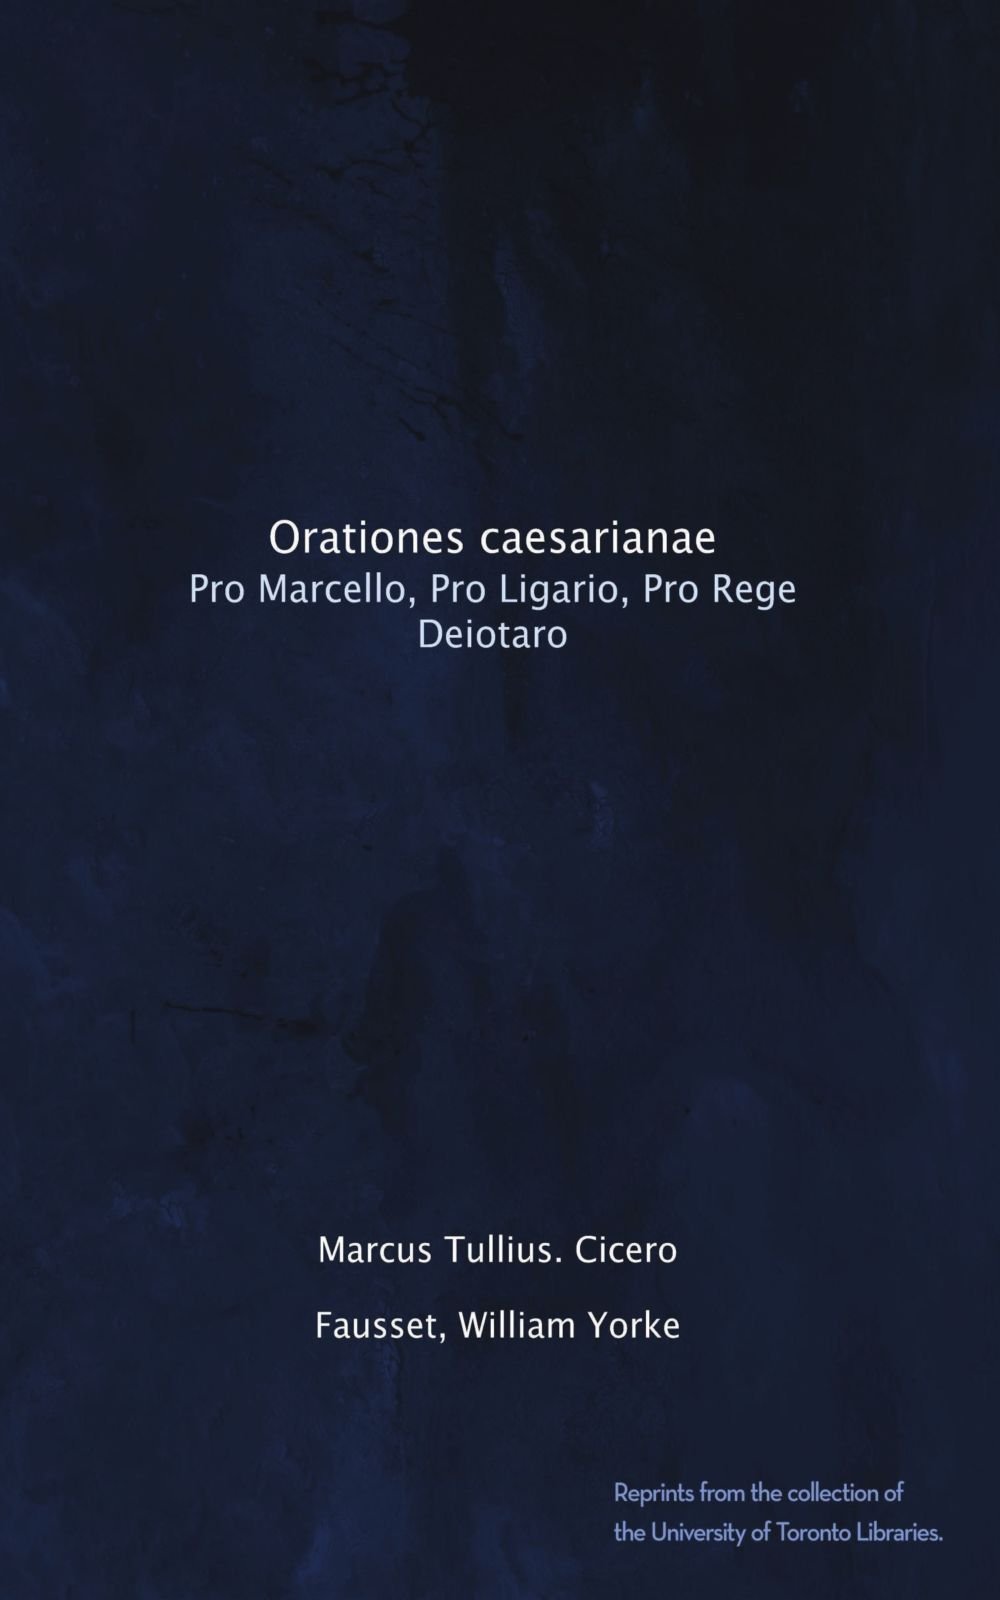 Orationes caesarianae
Pro Marcello, Pro Ligario, Pro Rege
Deiotaro
Marcus Tullius. Cicero
Fausset, William Yorke
Reprints from the collection of
the University of Toronto Libraries.